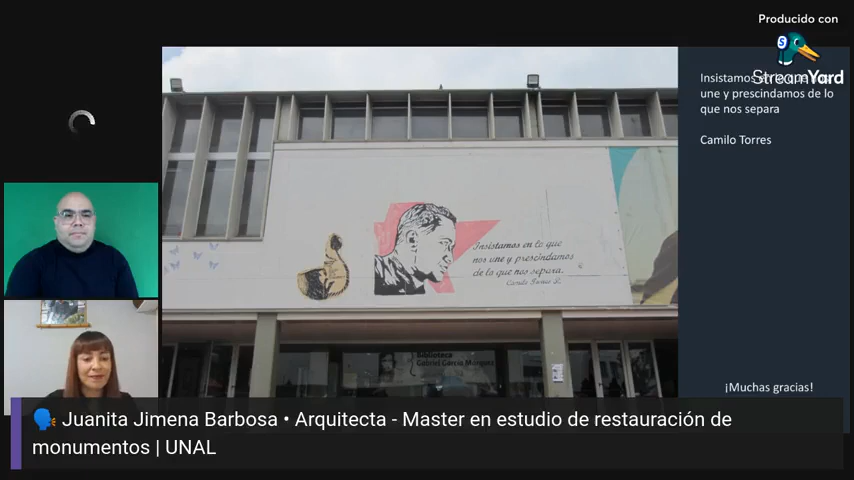 Producido con
StreamYard
Insistamos en lo que nos
une y prescindamos de lo
que nos separa
Camilo Torres
Insistamos en lo que
nos une y prescindamos
de lo que nos separa.
Camilo Torres
Biblioteca
Gabriel García Márquez
¡Muchas gracias!
🗣️ Juanita Jimena Barbosa • Arquitecta - Master en estudio de restauración de
monumentos | UNAL